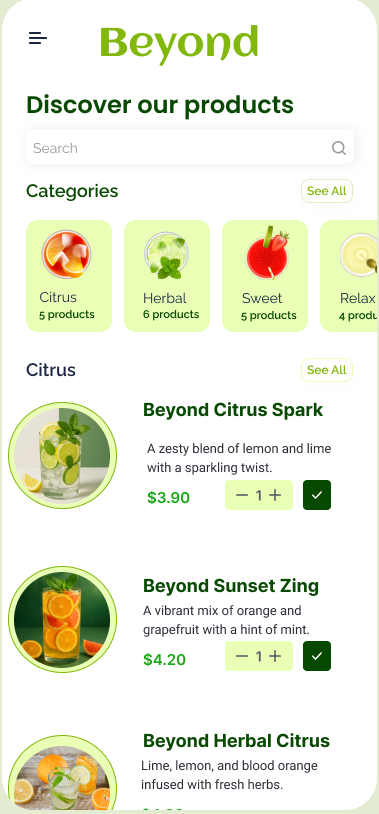 Beyond
Discover our products
Search
Categories
See All
Citrus
5 products
Herbal
6 products
Sweet
5 products
Relax
4 produ
Citrus
See All
Beyond Citrus Spark
A zesty blend of lemon and lime
with a sparkling twist.
$3.90
1
Beyond Sunset Zing
A vibrant mix of orange and
grapefruit with a hint of mint.
$4.20
1
Beyond Herbal Citrus
Lime, lemon, and blood orange
infused with fresh herbs.